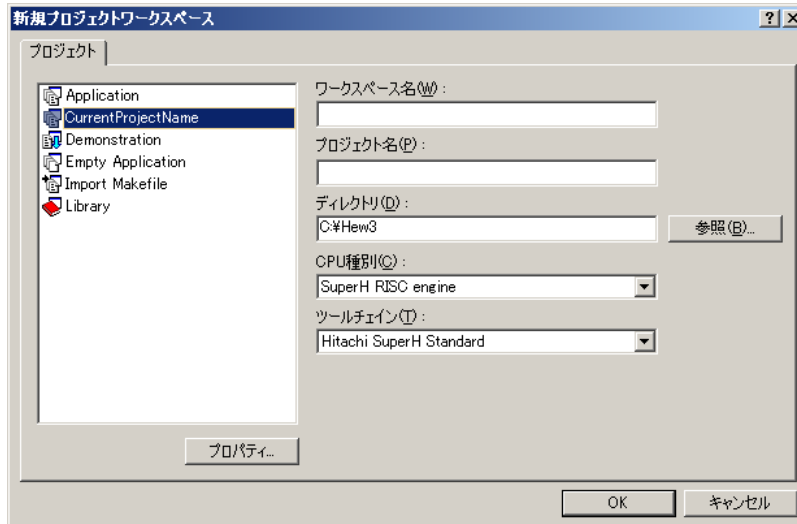 新規プロジェクトワークスペース
プロジェクト
Application
CurrentProjectName
Demonstration
Empty Application
Import Makefile
Library
プロパティ...
ワークスペース名(W) :
プロジェクト名(P) :
ディレクトリ(D) :
C:¥Hew3
参照(B)...
CPU種別(C) :
SuperH RISC engine
ツールチェイン(T) :
Hitachi SuperH Standard
OK
キャンセル